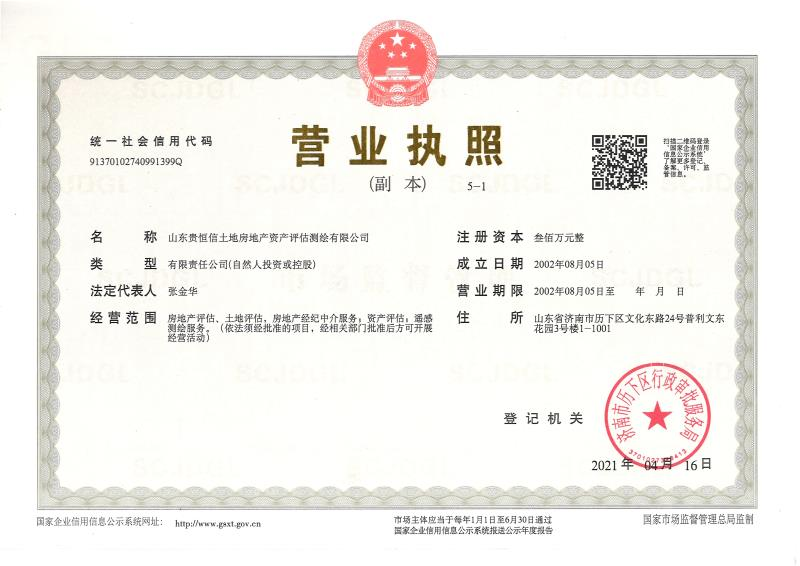 统一社会信用代码
91370102740991399Q
营业执照
(副 本) 5-1
扫描二维码登录
“国家企业信用
信息公示系统”
了解更多登记、
备案、许可、监
管信息。
名 称 山东贵恒信土地房地产资产评估测绘有限公司
类 型 有限责任公司(自然人投资或控股)
法定代表人 张金华
经营范围 房地产评估、土地评估，房地产经纪中介服务；资产评估；遥感
测绘服务。（依法须经批准的项目，经相关部门批准后方可开展
经营活动）
注册资本 叁佰万元整
成立日期 2002年08月05日
营业期限 2002年08月05日至 年 月 日
住 所 山东省济南市历下区文化东路24号普利文东
花园3号楼1-1001
登记机关
济南市历下区行政审批服务局
2021 年 04 月 16 日
国家企业信用信息公示系统网址： http://www.gsxt.gov.cn
市场主体应当于每年1月1日至6月30日通过
国家企业信用信息公示系统报送公示年度报告
国家市场监督管理总局监制